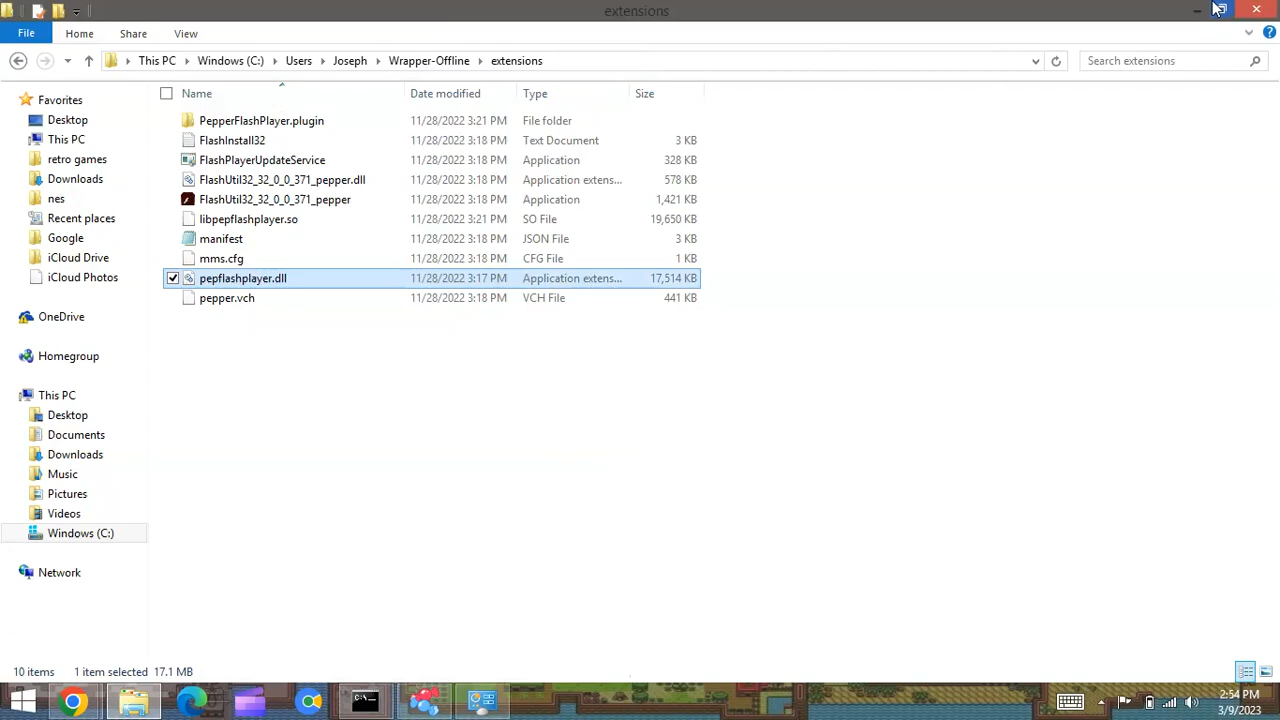 extensions
File Home Share View
This PC Windows (C:) Users Joseph Wrapper-Offline extensions Search extensions
Name Date modified Type Size
Favorites
Desktop
This PC
retro games
Downloads
nes
Recent places
Google
iCloud Drive
iCloud Photos
OneDrive
Homegroup
This PC
Desktop
Documents
Downloads
Music
Pictures
Videos
Windows (C:)
Network
PepperFlashPlayer.plugin 11/28/2022 3:21 PM File folder
FlashInstall32 11/28/2022 3:18 PM Text Document 3 KB
FlashPlayerUpdateService 11/28/2022 3:18 PM Application 328 KB
FlashUtil32_32_0_0_371_pepper.dll 11/28/2022 3:18 PM Application extens... 578 KB
FlashUtil32_32_0_0_371_pepper 11/28/2022 3:18 PM Application 1,421 KB
libpepflashplayer.so 11/28/2022 3:21 PM SO File 19,650 KB
manifest 11/28/2022 3:18 PM JSON File 3 KB
mms.cfg 11/28/2022 3:18 PM CFG File 1 KB
pepflashplayer.dll 11/28/2022 3:17 PM Application extens... 17,514 KB
pepper.vch 11/28/2022 3:18 PM VCH File 441 KB
10 items 1 item selected 17.1 MB
2:54 PM
3/9/2023